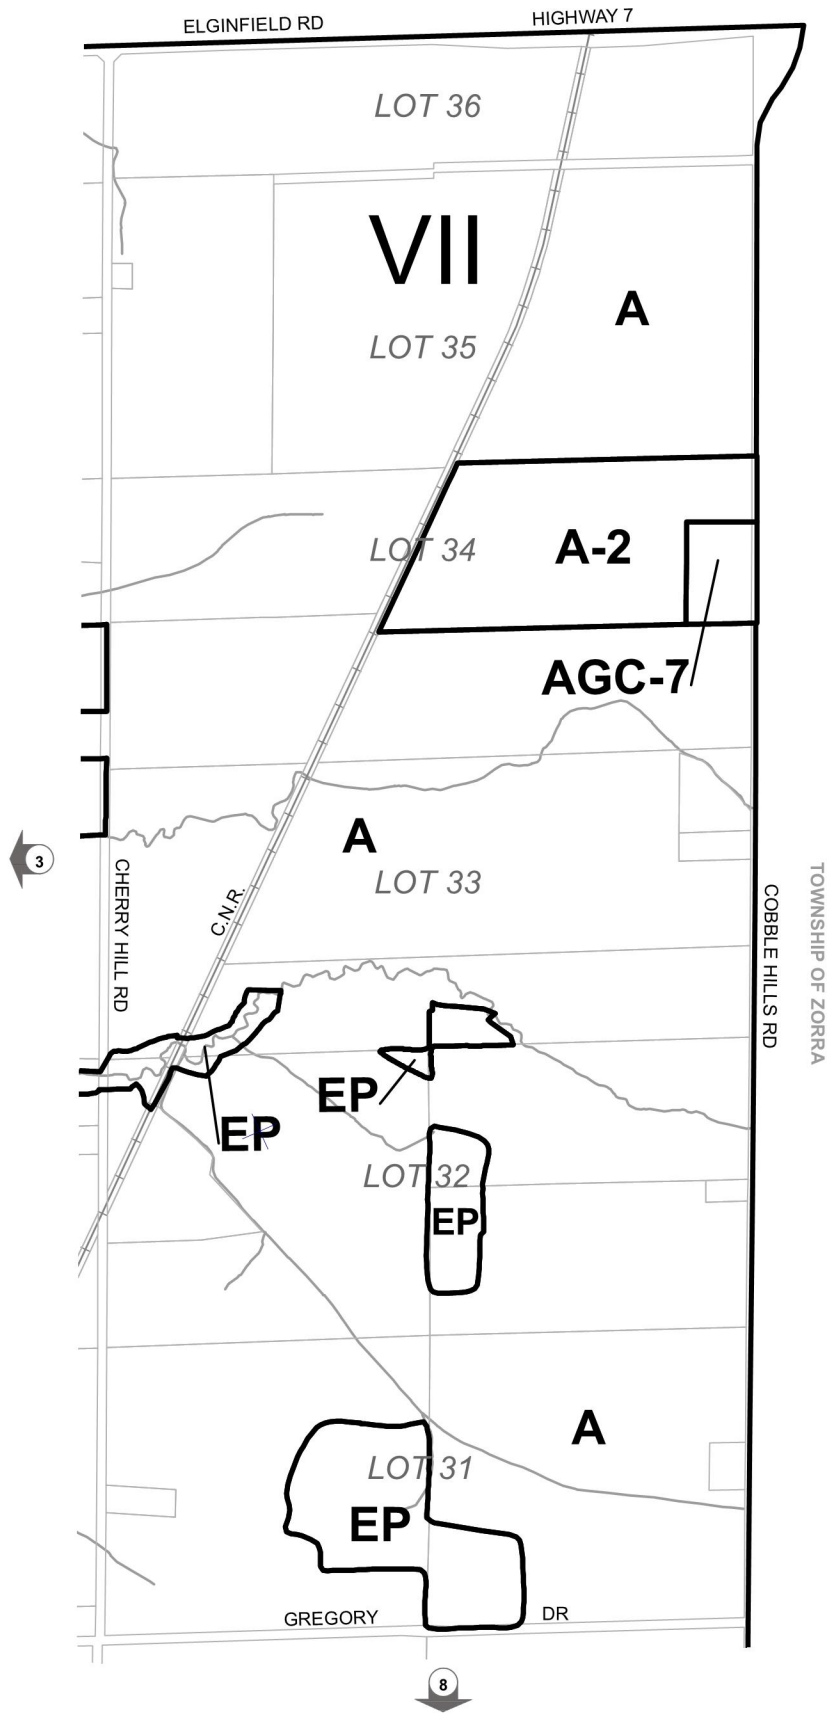 ELGINFIELD RD
HIGHWAY 7
LOT 36
VII
A
LOT 35
LOT 34
A-2
AGC-7
A
3
LOT 33
CHERRY HILL RD
C.N.R.
COBBLE HILLS RD
TOWNSHIP OF ZORRA
EP
EP
LOT 32
EP
A
LOT 31
EP
GREGORY DR
8